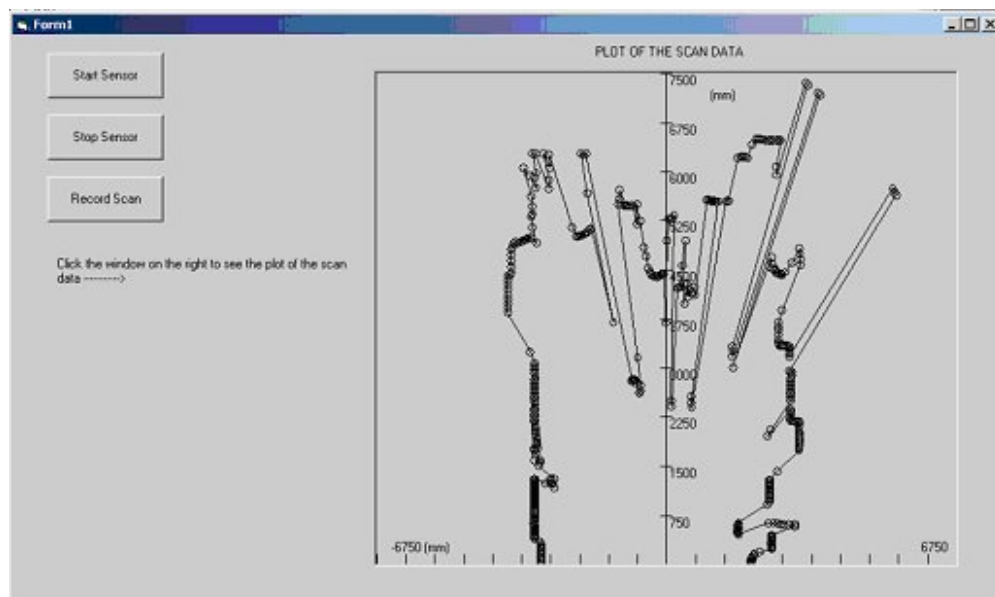 Form1
PLOT OF THE SCAN DATA
Start Sensor
Stop Sensor
Record Scan
Click the window on the right to see the plot of the scan
data -------->
7500
(mm)
6750
6000
5250
4500
3750
3000
2250
1500
750
-6750 (mm)
6750